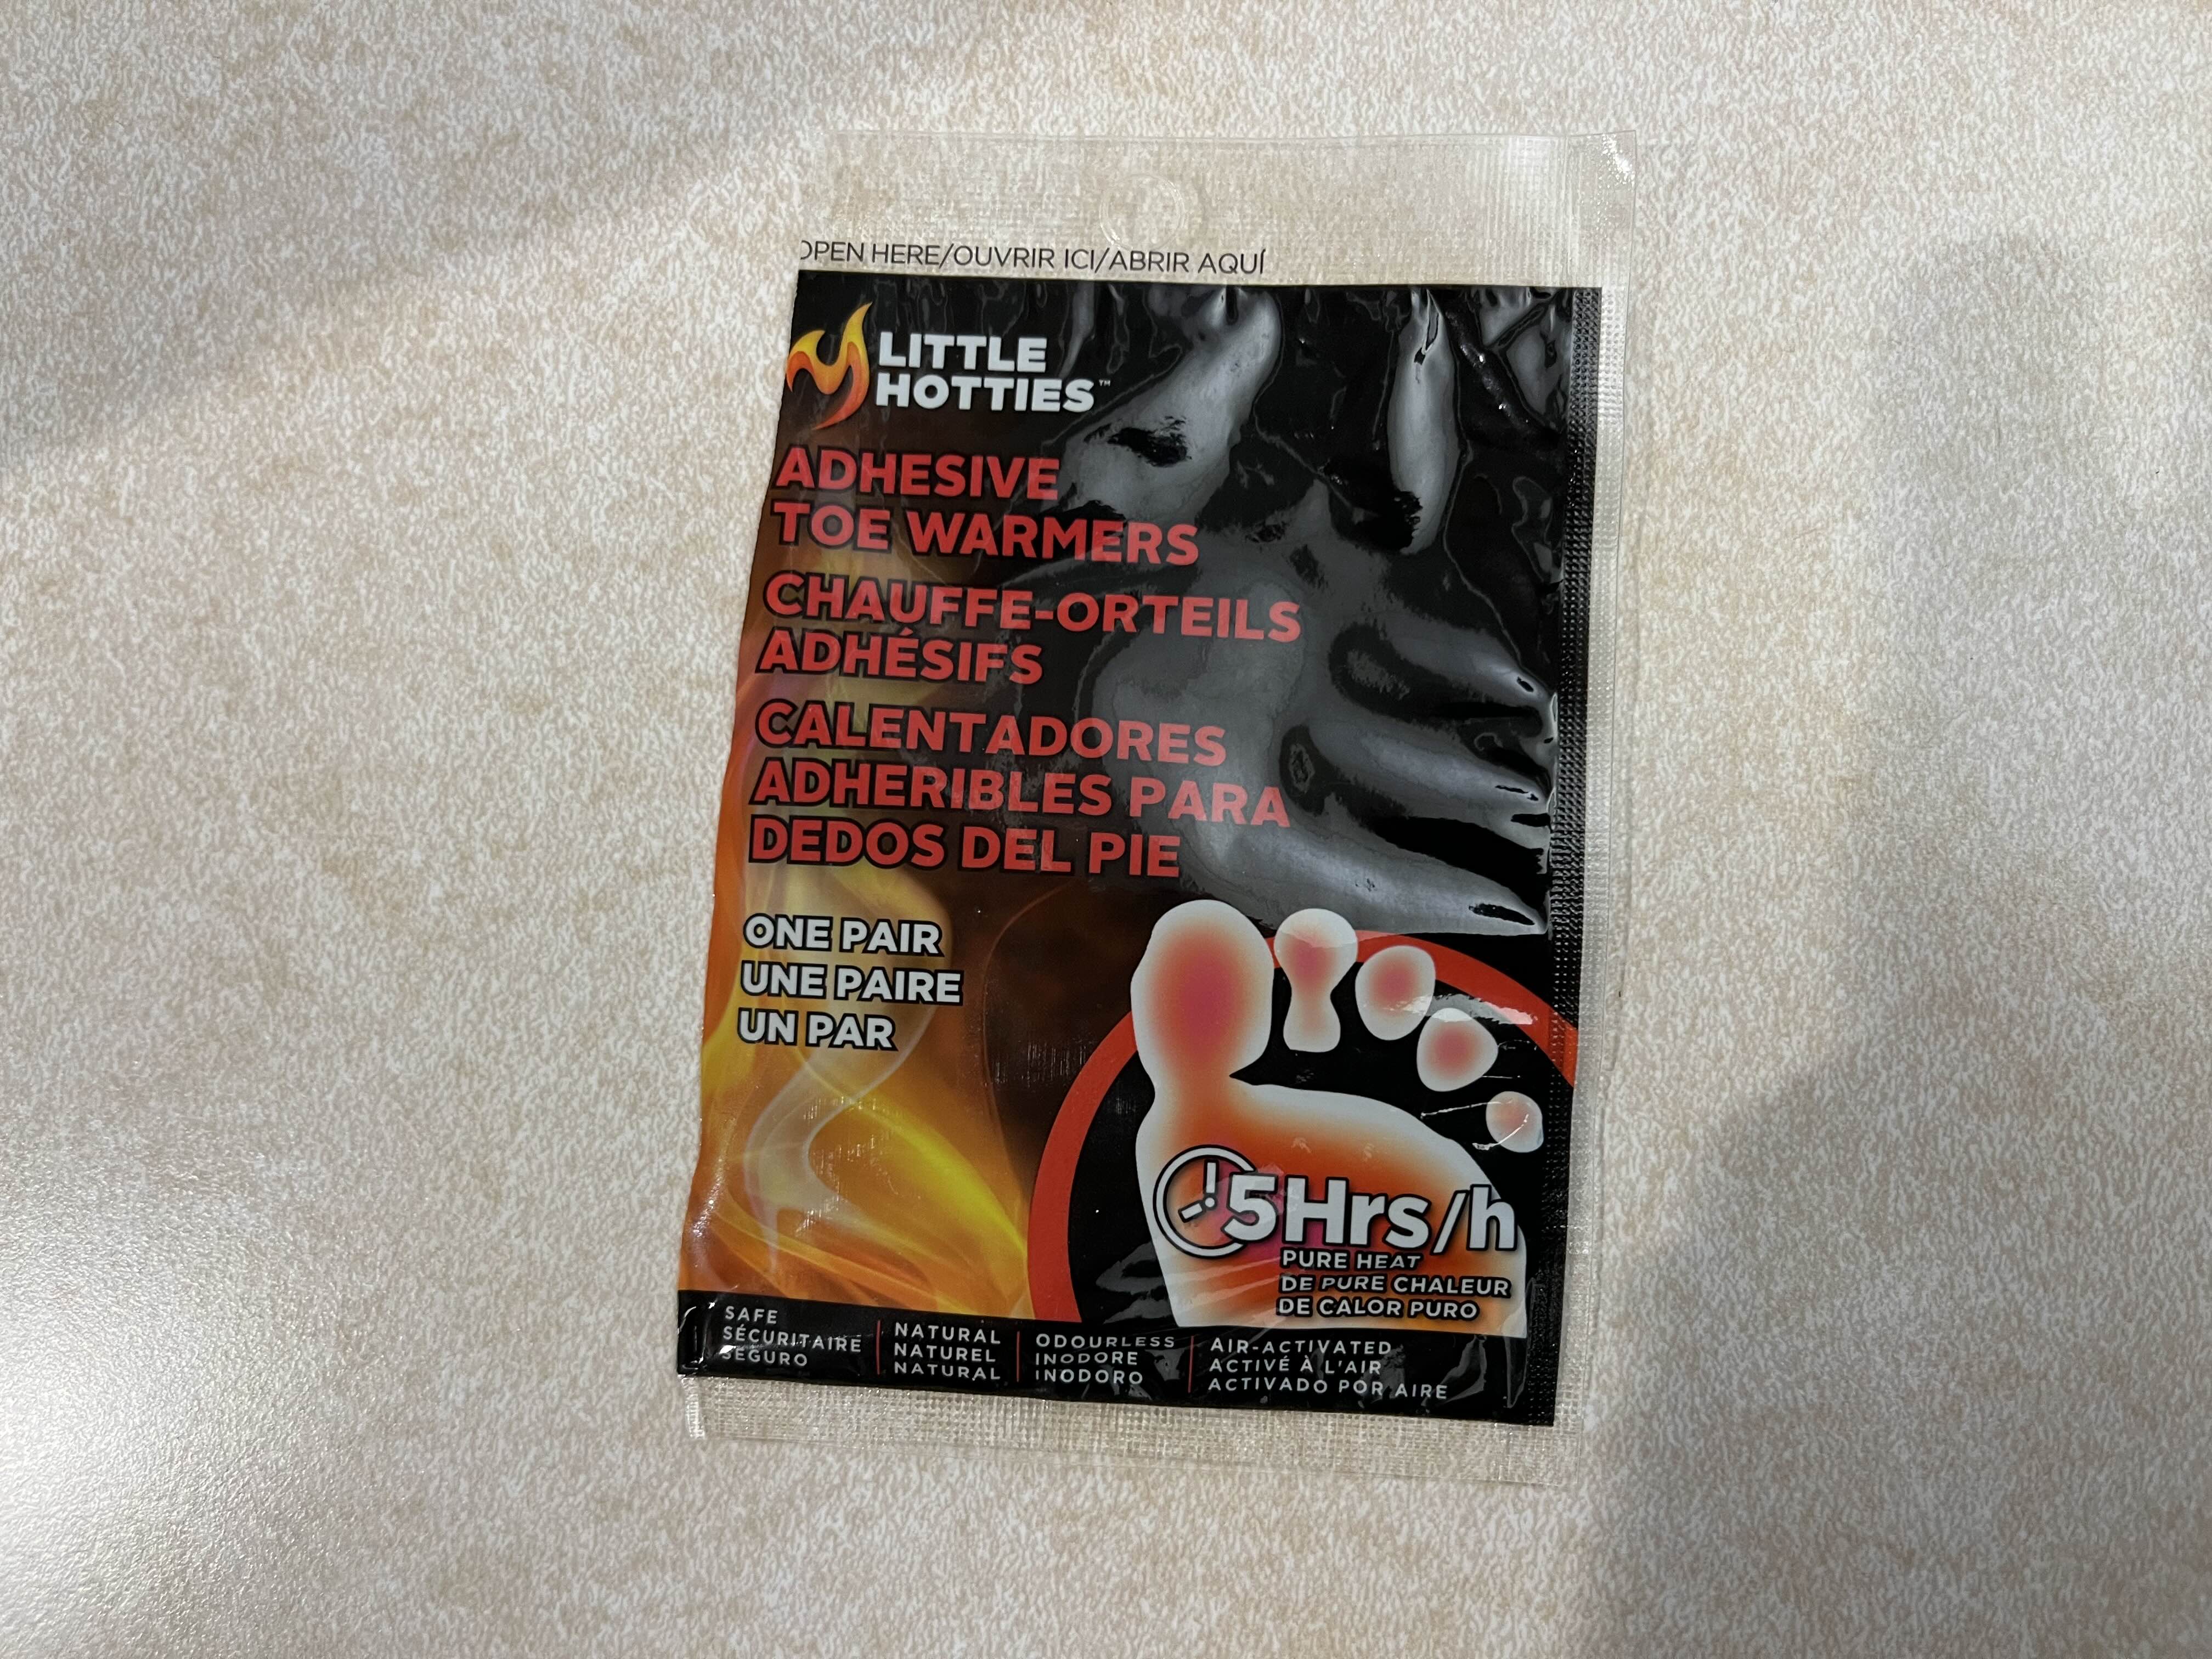 OPEN HERE/OUVRIR ICI/ABRIR AQUÍ
LITTLE
HOTTIES™
ADHESIVE
TOE WARMERS
CHAUFFE-ORTEILS
ADHÉSIFS
CALENTADORES
ADHERIBLES PARA
DEDOS DEL PIE
ONE PAIR
UNE PAIRE
UN PAR
5Hrs/h
PURE HEAT
DE PURE CHALEUR
DE CALOR PURO
SAFE
SÉCURITAIRE
SEGURO
NATURAL
NATUREL
NATURAL
ODOURLESS
INODORE
INODORO
AIR-ACTIVATED
ACTIVÉ À L'AIR
ACTIVADO POR AIRE